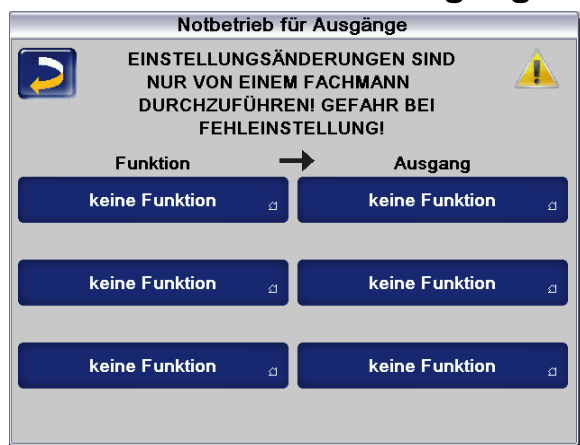 Notbetrieb für Ausgänge
EINSTELLUNGSÄNDERUNGEN SIND
NUR VON EINEM FACHMANN
DURCHZUFÜHREN! GEFAHR BEI
FEHLEINSTELLUNG!
Funktion Ausgang
keine Funktion keine Funktion
keine Funktion keine Funktion
keine Funktion keine Funktion